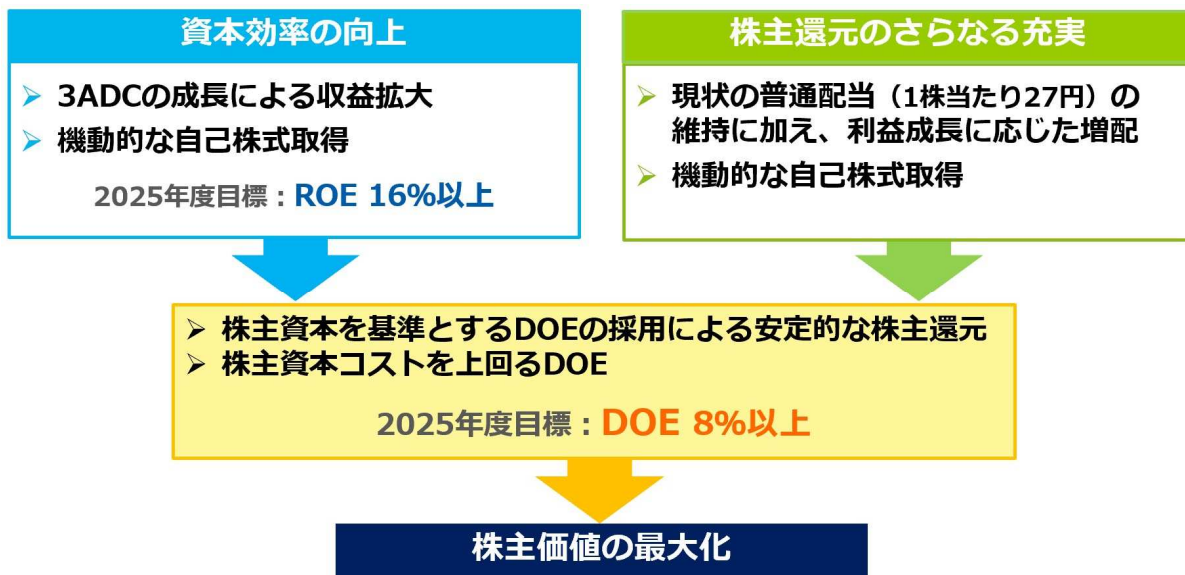 資本効率の向上
➢ 3ADCの成長による収益拡大
➢ 機動的な自己株式取得
2025年度目標：ROE 16%以上
株主還元のさらなる充実
➢ 現状の普通配当（1株当たり27円）の
維持に加え、利益成長に応じた増配
➢ 機動的な自己株式取得
➢ 株主資本を基準とするDOEの採用による安定的な株主還元
➢ 株主資本コストを上回るDOE
2025年度目標：DOE 8%以上
株主価値の最大化